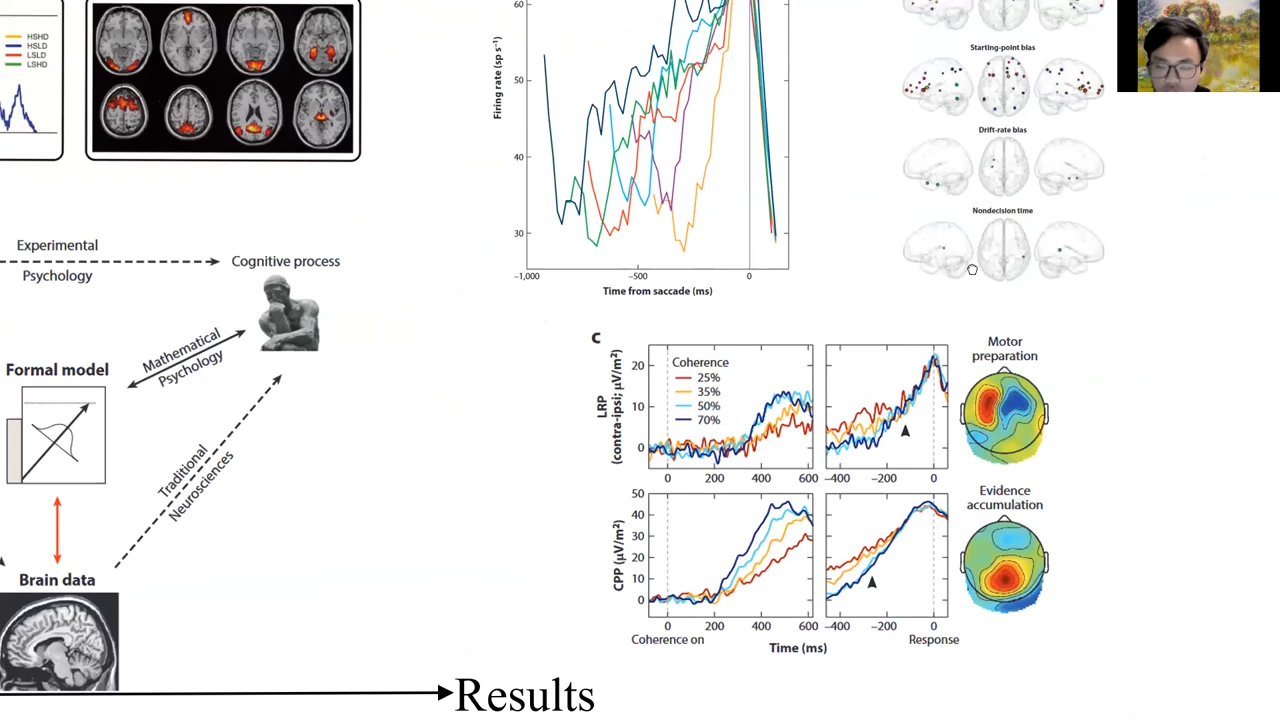 HSHD
HSLD
LSLD
LSHD
Experimental
Psychology
Cognitive process
Mathematical
Psychology
Formal model
Traditional
Neurosciences
Brain data
Results
Firing rate (sp s⁻¹)
60
50
40
30
−1,000
−500
0
Time from saccade (ms)
Starting-point bias
Drift-rate bias
Nondecision time
c
LRP
(contra-ipsi; µV/m²)
20
10
0
Coherence
25%
35%
50%
70%
0 200 400 600
−400 −200 0
Motor
preparation
CPP (µV/m²)
50
40
30
20
10
0
0 200 400 600
−400 −200 0
Coherence on
Response
Time (ms)
Evidence
accumulation